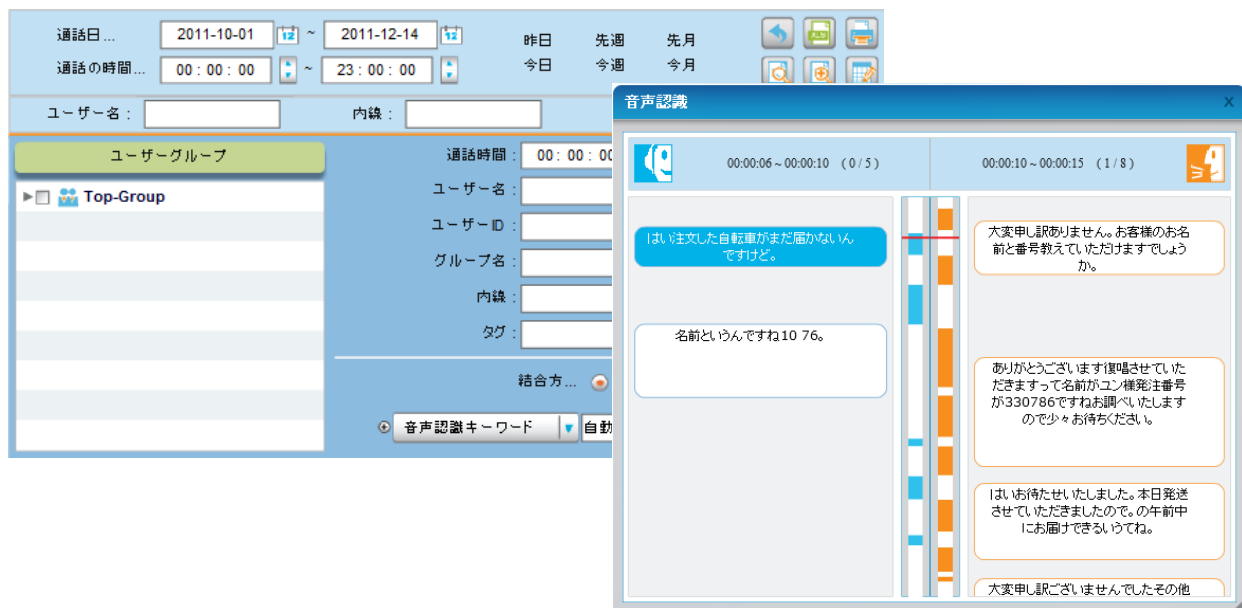 通話日...
2011-10-01
12
~
2011-12-14
12
昨日
先週
先月
通話の時間...
00 : 00 : 00
~
23 : 00 : 00
今日
今週
今月
ユーザー名 :
内線 :
ユーザーグループ
Top-Group
通話時間 :
00 : 00 : 00
ユーザー名 :
ユーザーID :
グループ名 :
内線 :
タグ :
結合方...
音声認識キーワード
自動
音声認識
X
00:00:06 ~ 00:00:10 ( 0 / 5 )
00:00:10 ~ 00:00:15 ( 1 / 8 )
はい注文した自転車がまだ届かないん
ですけど。
名前というんですね10 76。
大変申し訳ありません。お客様のお名
前と番号教えていただけますでしょう
か。
ありがとうございます復唱させていた
だきますって名前がユン様発注番号
が330786ですねお調べいたします
ので少々お待ちください。
はいお待たせいたしました。本日発送
させていただきましたので。の午前中
にお届けできるいうてね。
大変申し訳ございませんでしたその他